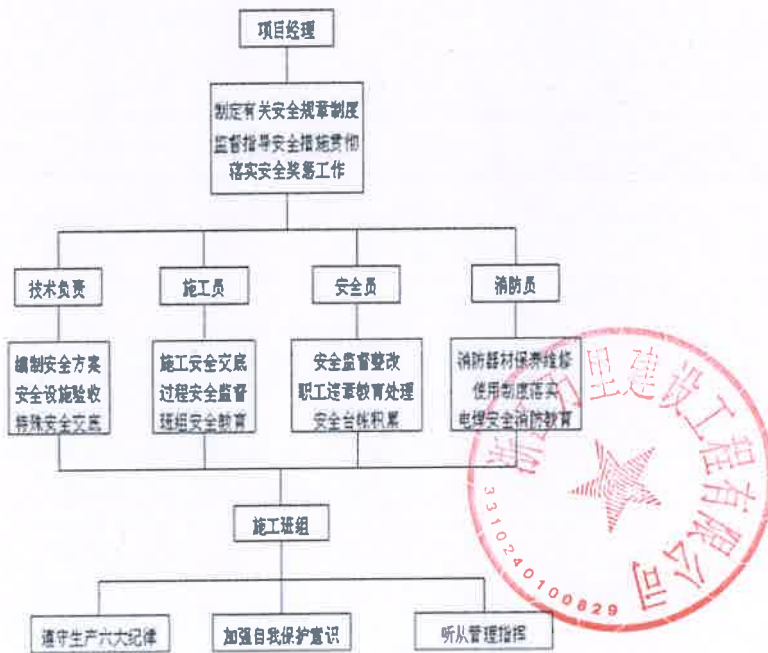 项目经理
制定有关安全规章制度
监督指导安全措施贯彻
落实安全奖惩工作
技术负责
施工员
安全员
消防员
编制安全方案
安全设施验收
特殊安全交底
施工安全交底
过程安全监督
班组安全教育
安全监督整改
职工违章教育处理
安全台帐积累
消防器材保养维修
使用制度落实
电焊安全消防教育
施工班组
遵守生产六大纪律
加强自我保护意识
听从管理指挥
万里建设工程有限公司
3310240100829